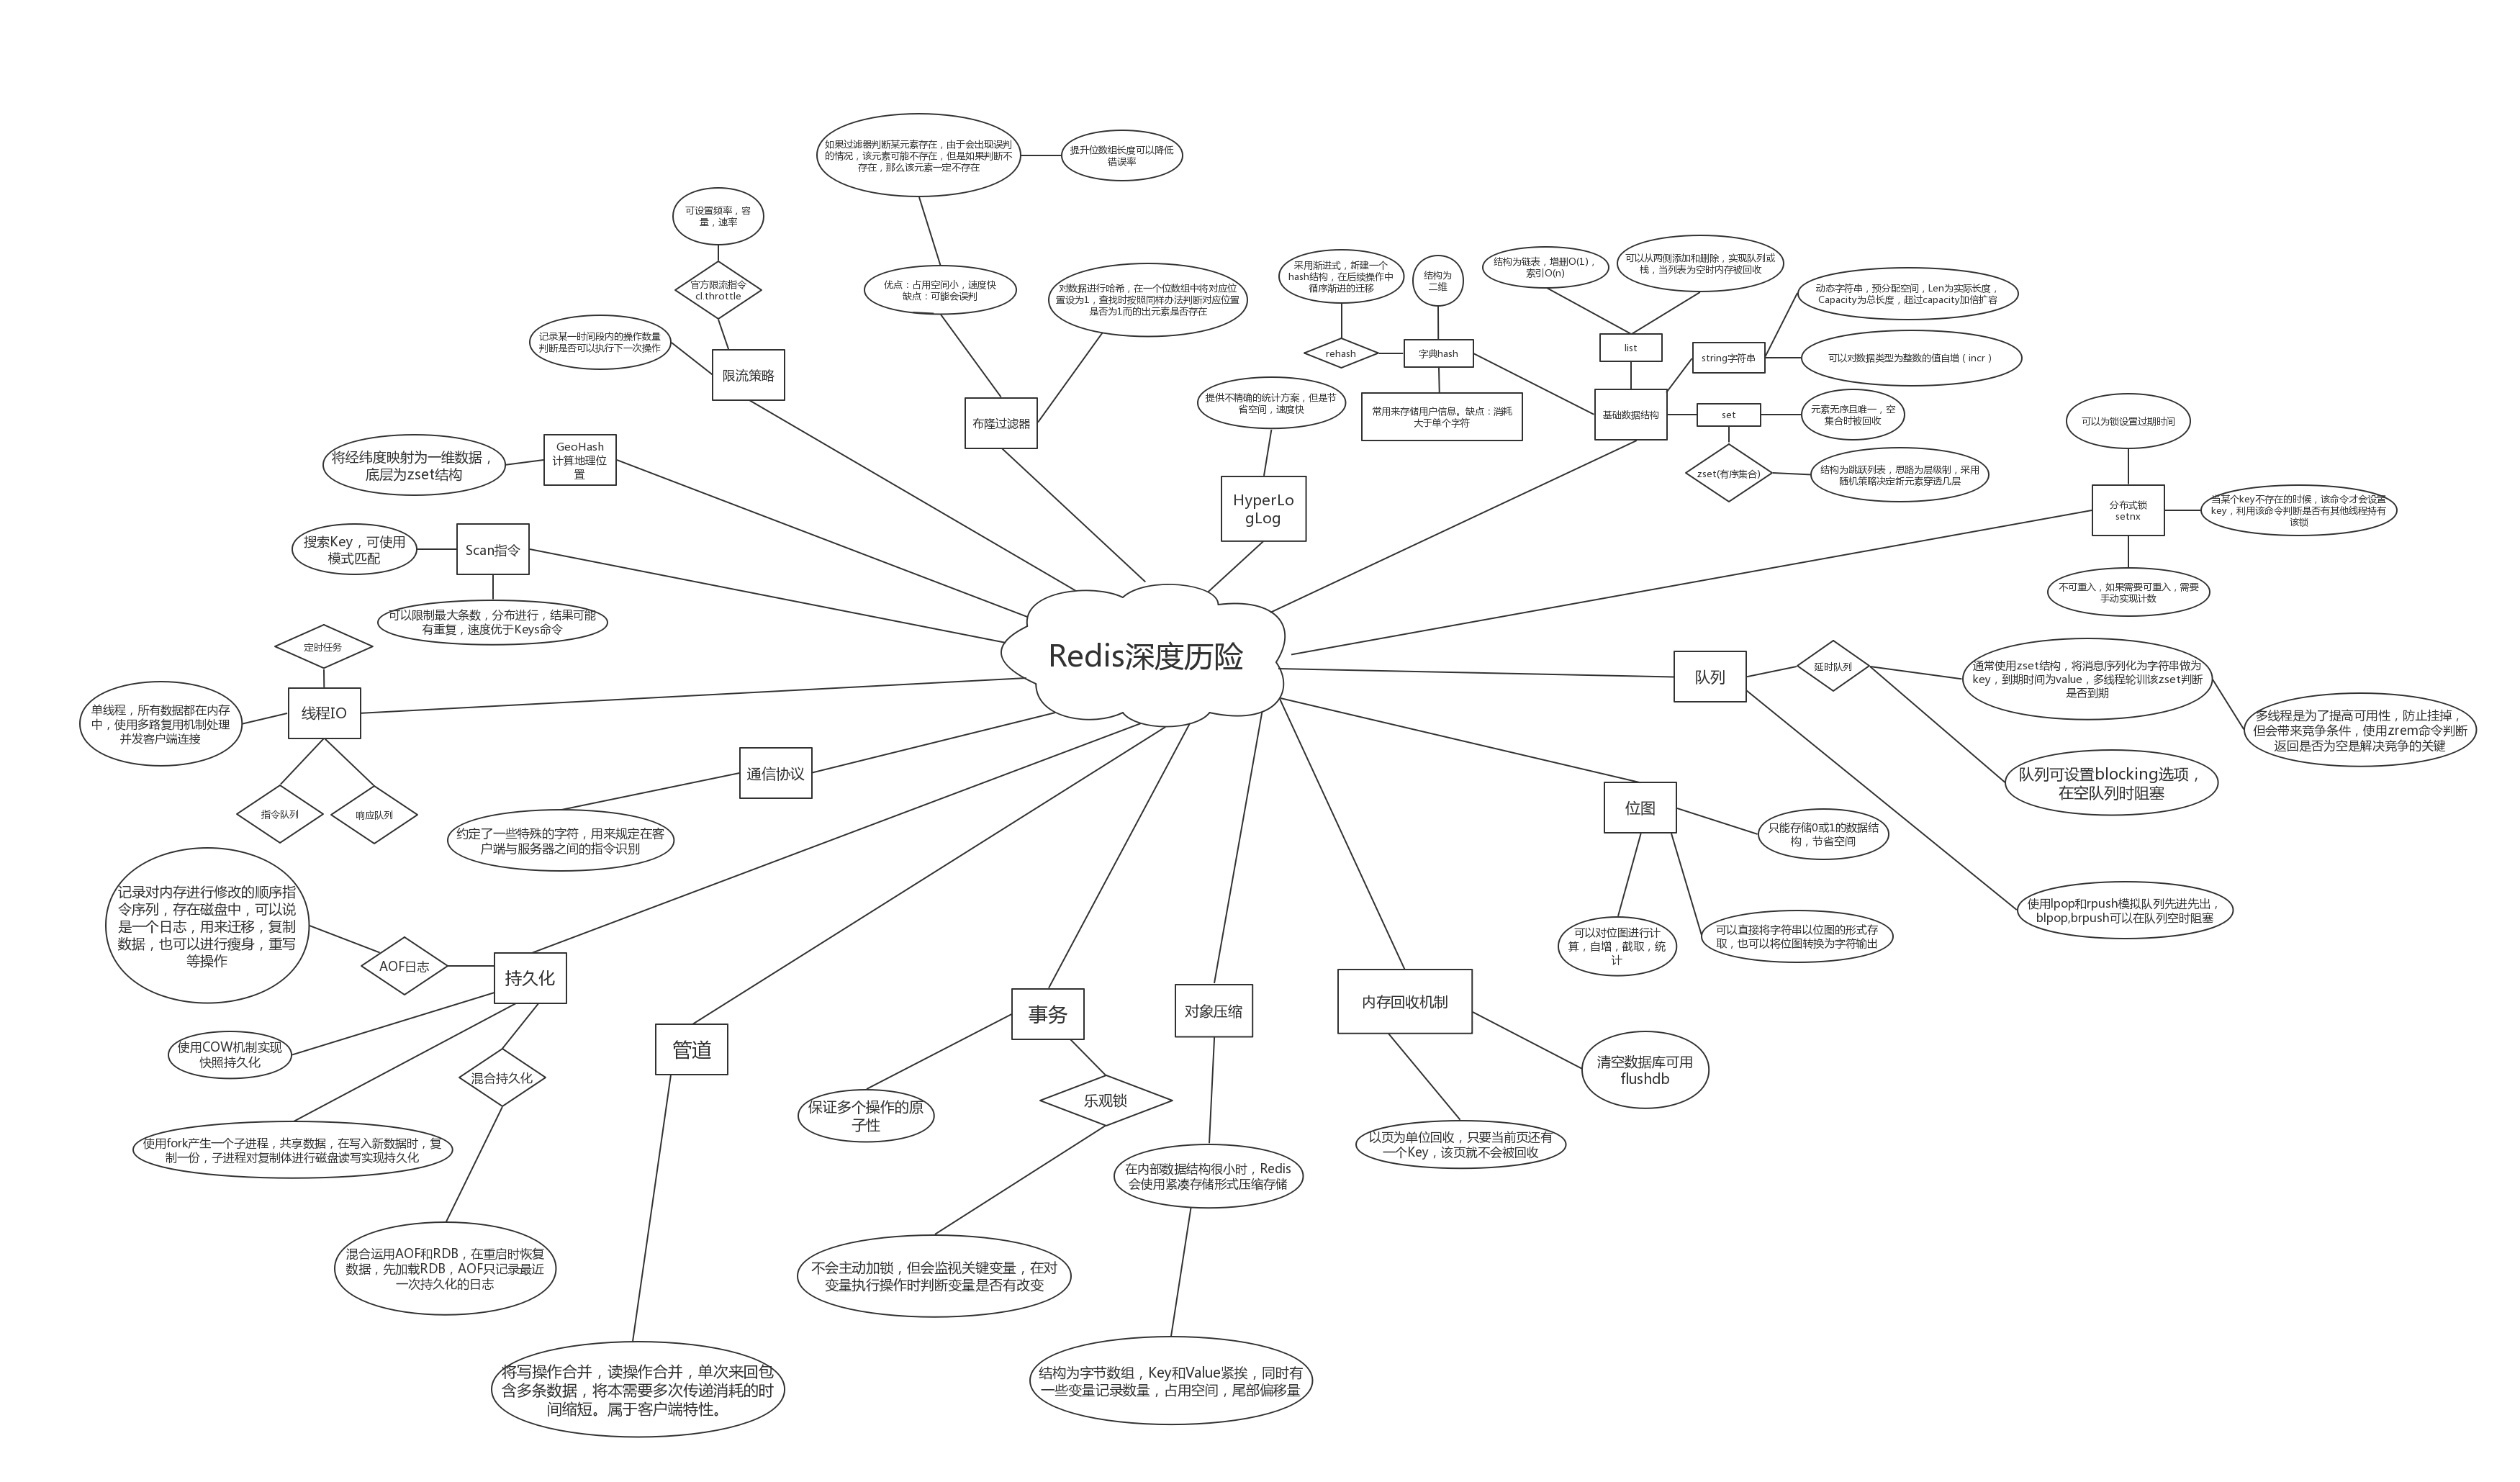 Redis深度历险
如果过滤器判断某元素存在，由于会出现误判
的情况，该元素可能不存在，但是如果判断不
存在，那么该元素一定不存在
提升位数组长度可以降低
错误率
可设置频率，容
量，速率
官方限流指令
cl.throttle
记录某一时间段内的操作数量
判断是否可以执行下一次操作
限流策略
优点：占用空间小，速度快
缺点：可能会误判
对数据进行哈希，在一个位数组中将对应位
置设为1，查找时按照同样办法判断对应位置
是否为1而的出元素是否存在
布隆过滤器
提供不精确的统计方案，但是节
省空间，速度快
HyperLo
gLog
采用渐进式，新建一个
hash结构，在后续操作中
循序渐进的迁移
结构为
二维
rehash
字典hash
常用来存储用户信息。缺点：消耗
大于单个字符
结构为链表，增删O(1)，
索引O(n)
可以从两侧添加和删除，实现队列或
栈，当列表为空时内存被回收
list
动态字符串，预分配空间，Len为实际长度，
Capacity为总长度，超过capacity加倍扩容
string字符串
可以对数据类型为整数的值自增（incr）
基础数据结构
set
元素无序且唯一，空
集合时被回收
zset(有序集合)
结构为跳跃列表，思路为层级制，采用
随机策略决定新元素穿透几层
可以为锁设置过期时间
分布式锁
setnx
当某个key不存在的时候，该命令才会设置
key，利用该命令判断是否有其他线程持有
该锁
不可重入，如果需要可重入，需要
手动实现计数
将经纬度映射为一维数据，
底层为zset结构
GeoHash
计算地理位
置
搜索Key，可使用
模式匹配
Scan指令
可以限制最大条数，分布进行，结果可能
有重复，速度优于Keys命令
定时任务
单线程，所有数据都在内存
中，使用多路复用机制处理
并发客户端连接
线程IO
指令队列
响应队列
通信协议
约定了一些特殊的字符，用来规定在客
户端与服务器之间的指令识别
队列
延时队列
通常使用zset结构，将消息序列化为字符串做为
key，到期时间为value，多线程轮训该zset判断
是否到期
多线程是为了提高可用性，防止挂掉，
但会带来竞争条件，使用zrem命令判断
返回是否为空是解决竞争的关键
队列可设置blocking选项，
在空队列时阻塞
使用lpop和rpush模拟队列先进先出，
blpop,brpush可以在队列空时阻塞
位图
只能存储0或1的数据结
构，节省空间
可以对位图进行计
算，自增，截取，统
计
可以直接将字符串以位图的形式存
取，也可以将位图转换为字符输出
记录对内存进行修改的顺序指
令序列，存在磁盘中，可以说
是一个日志，用来迁移，复制
数据，也可以进行瘦身，重写
等操作
AOF日志
持久化
使用COW机制实现
快照持久化
混合持久化
使用fork产生一个子进程，共享数据，在写入新数据时，复
制一份，子进程对复制体进行磁盘读写实现持久化
混合运用AOF和RDB，在重启时恢复
数据，先加载RDB，AOF只记录最近
一次持久化的日志
管道
将写操作合并，读操作合并，单次来回包
含多条数据，将本需要多次传递消耗的时
间缩短。属于客户端特性。
事务
保证多个操作的原
子性
乐观锁
不会主动加锁，但会监视关键变量，在对
变量执行操作时判断变量是否有改变
对象压缩
在内部数据结构很小时，Redis
会使用紧凑存储形式压缩存储
结构为字节数组，Key和Value紧挨，同时有
一些变量记录数量，占用空间，尾部偏移量
内存回收机制
清空数据库可用
flushdb
以页为单位回收，只要当前页还有
一个Key，该页就不会被回收